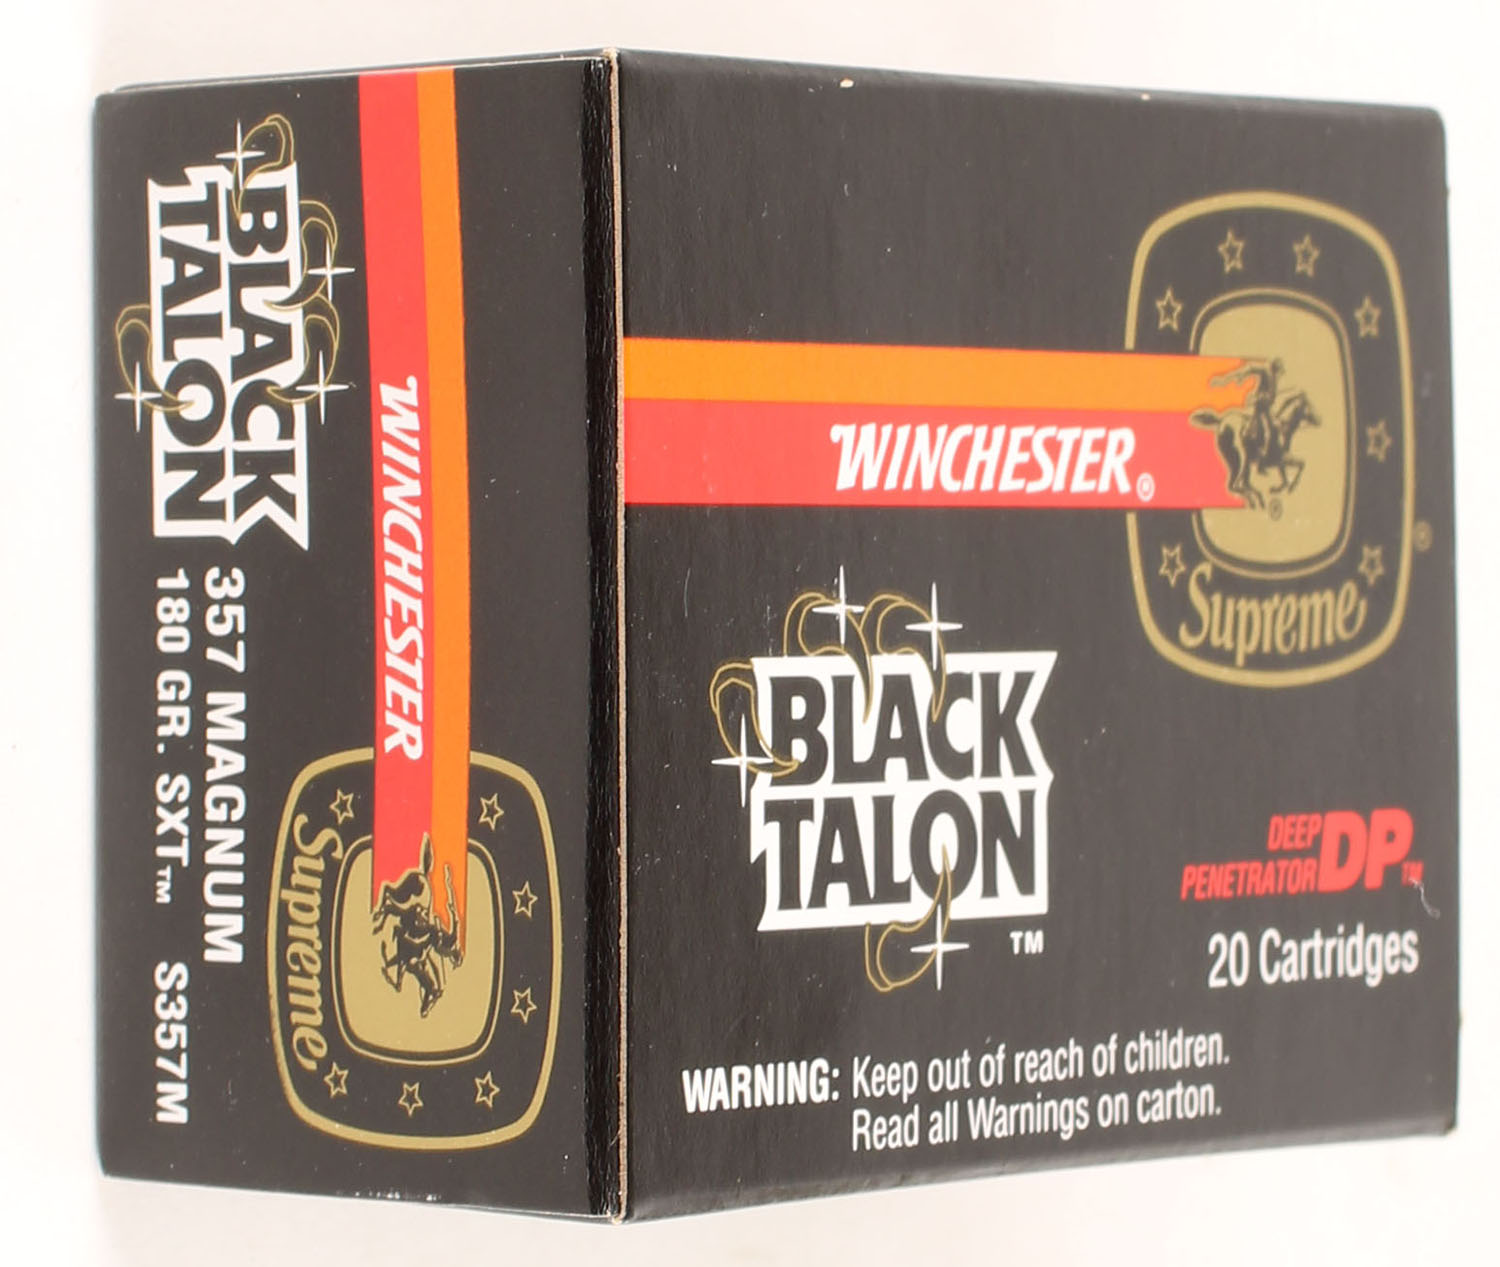 BLACK
TALON
357 MAGNUM
180 GR. SXT™ S357M
WINCHESTER
Supreme
WINCHESTER®
®
®
Supreme
BLACK
TALON
™
DEEP
PENETRATOR DP™
20 Cartridges
WARNING: Keep out of reach of children.
Read all Warnings on carton.